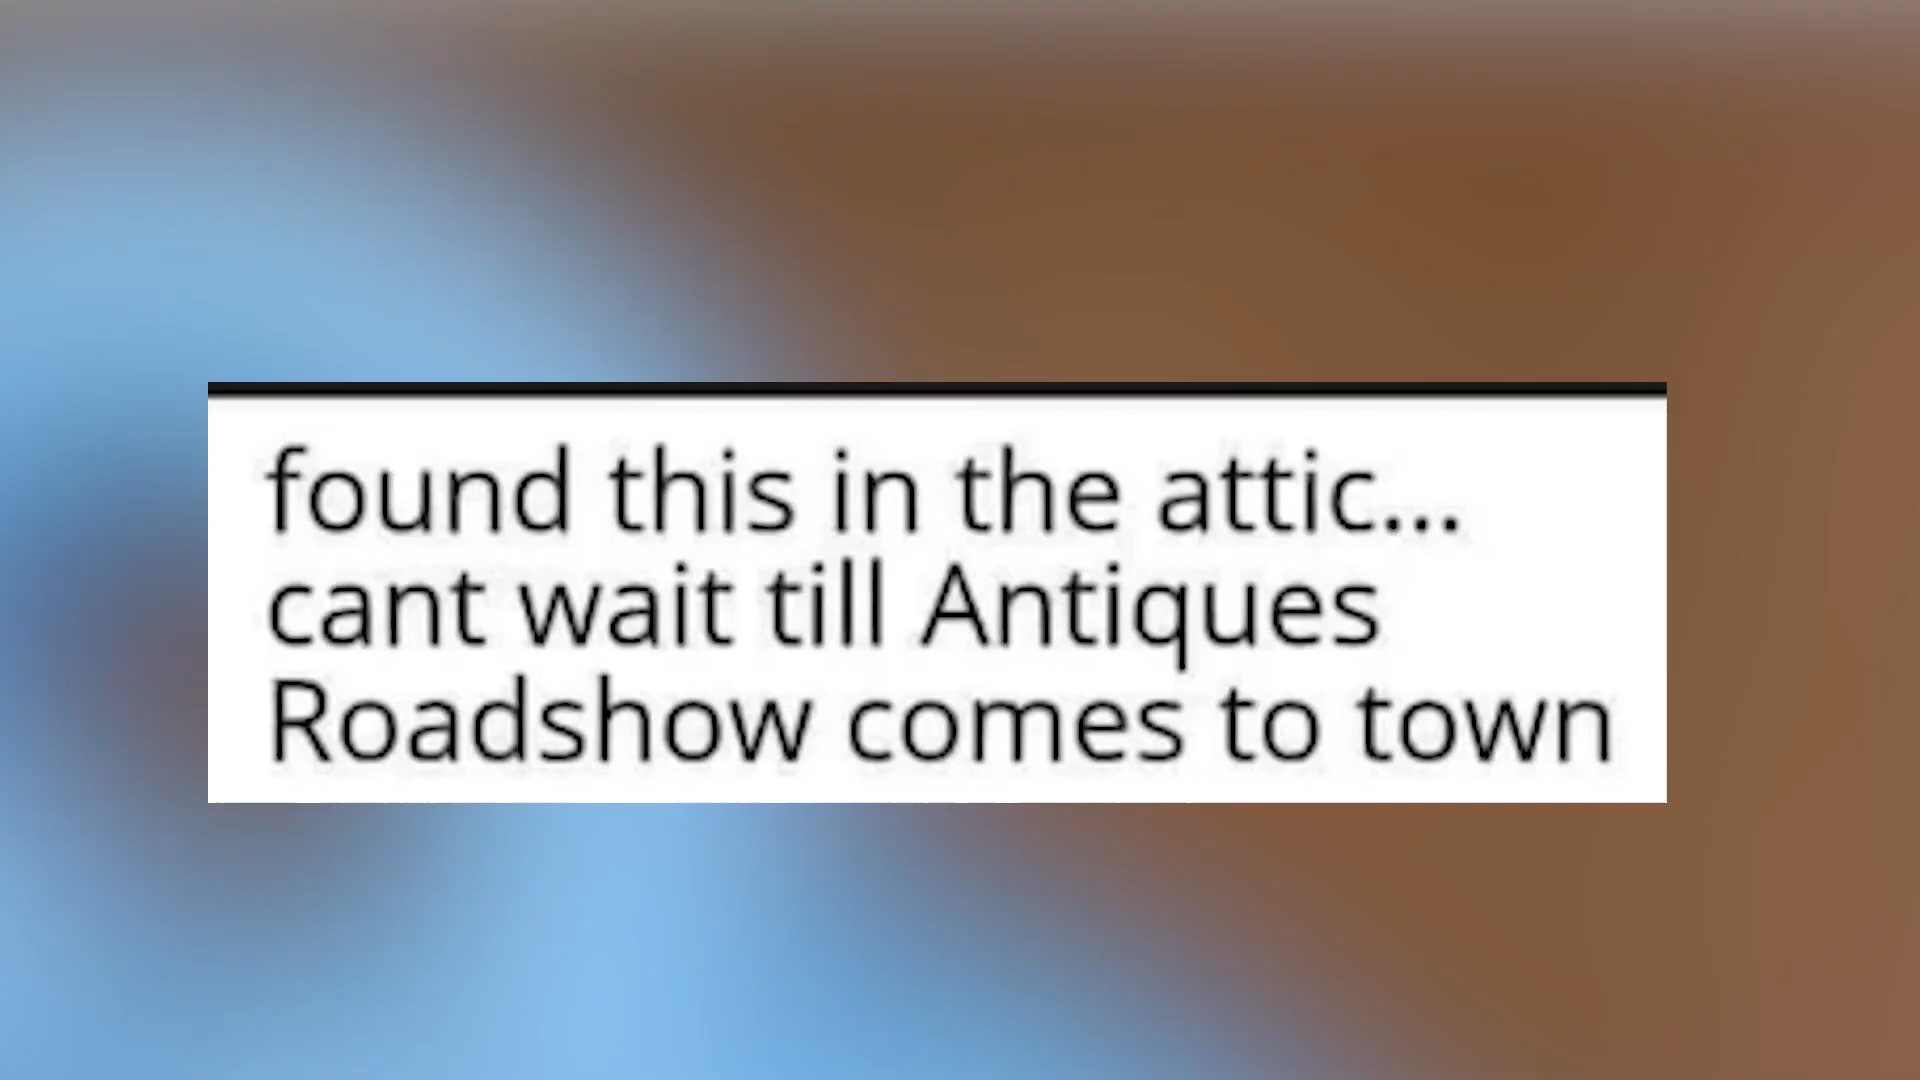 found this in the attic...
cant wait till Antiques
Roadshow comes to town